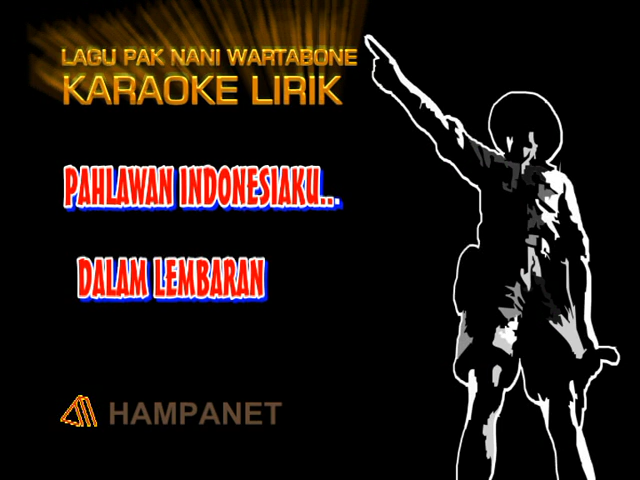 LAGU PAK NANI WARTABONE
KARAOKE LIRIK
PAHLAWAN INDONESIAKU...
DALAM LEMBARAN
HAMPANET